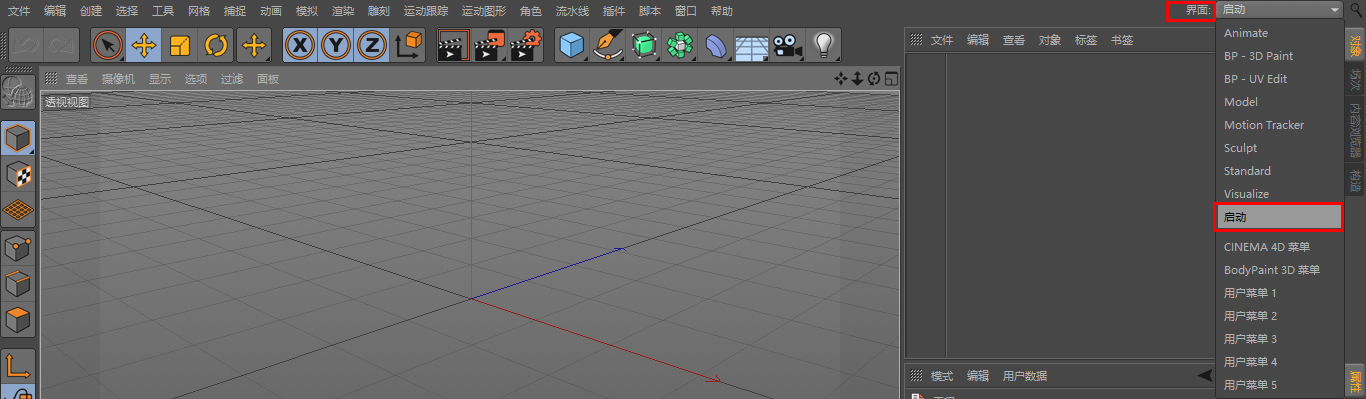 文件 编辑 创建 选择 工具 网格 捕捉 动画 模拟 渲染 雕刻 运动跟踪 运动图形 角色 流水线 插件 脚本 窗口 帮助 界面: 启动
X Y Z
查看 摄像机 显示 选项 过滤 面板
透视视图
文件 编辑 查看 对象 标签 书签
Animate
BP - 3D Paint
BP - UV Edit
Model
Motion Tracker
Sculpt
Standard
Visualize
启动
CINEMA 4D 菜单
BodyPaint 3D 菜单
用户菜单 1
用户菜单 2
用户菜单 3
用户菜单 4
用户菜单 5
对象
场次
内容浏览器
构造
模式 编辑 用户数据
属性